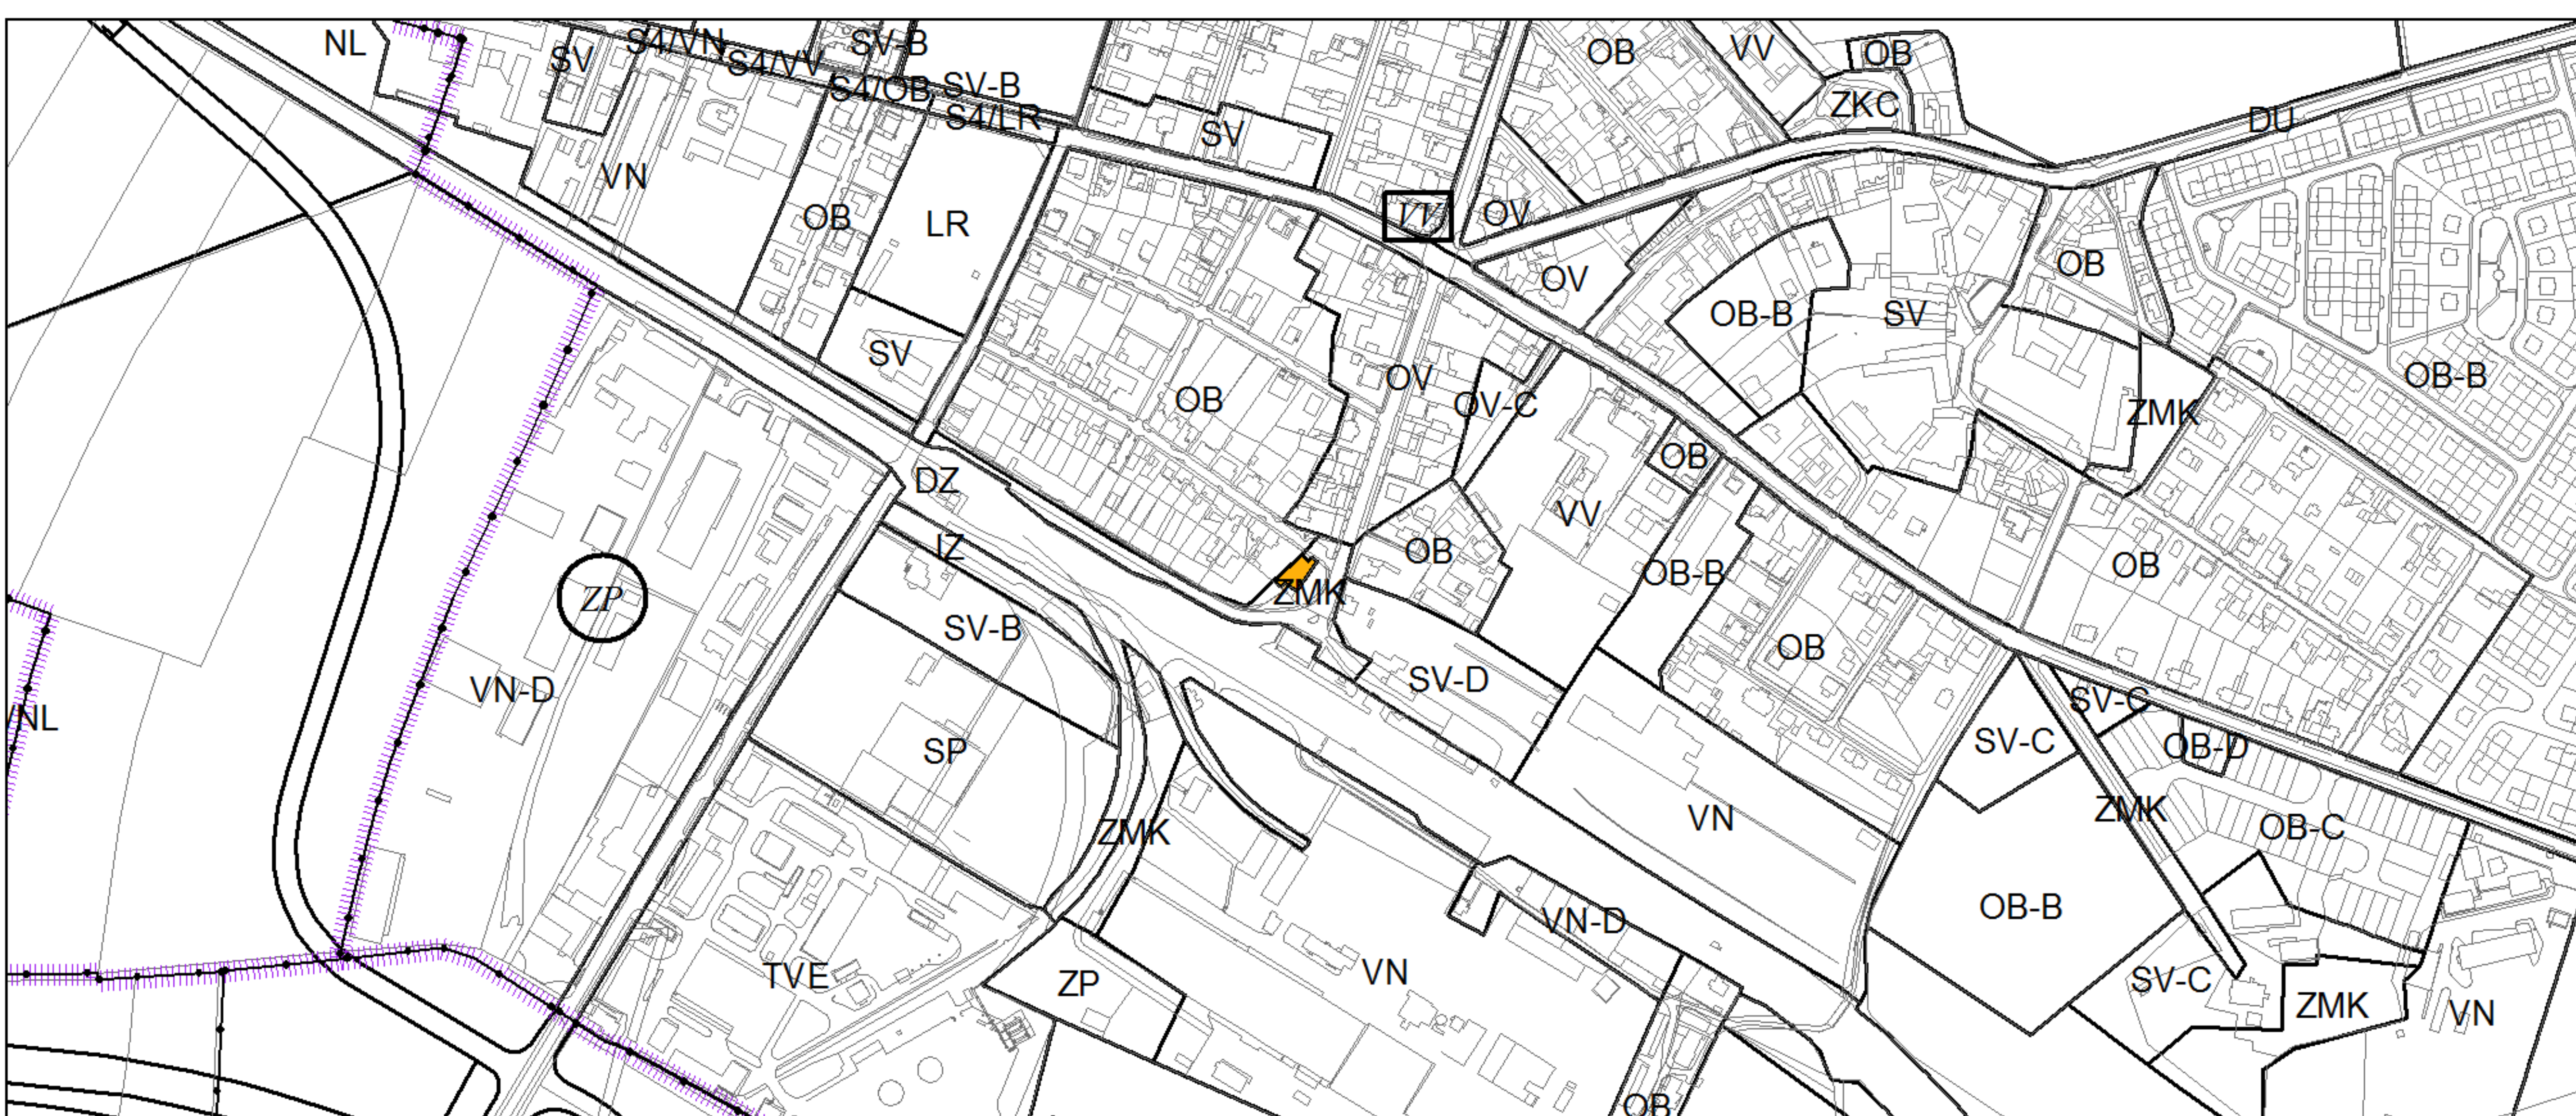 NL
SV
S4/VN
S4/VV
SV-B
S4/OB
SV-B
S4/LR
OB
VV
OB
ZKC
DU
SV
VN
OB
LR
VV
OV
OV
OB-B
SV
OB
SV
OB
OV
OV-C
OB-B
ZMK
DZ
OB
VV
IZ
OB
ZMK
OB-B
OB
ZP
SV-B
OB
SV-D
VN-D
/NL
SP
SV-C
SV-C
OB-D
ZMK
VN
ZMK
OB-C
OB-B
VN-D
TVE
ZP
VN
SV-C
ZMK
VN
OB